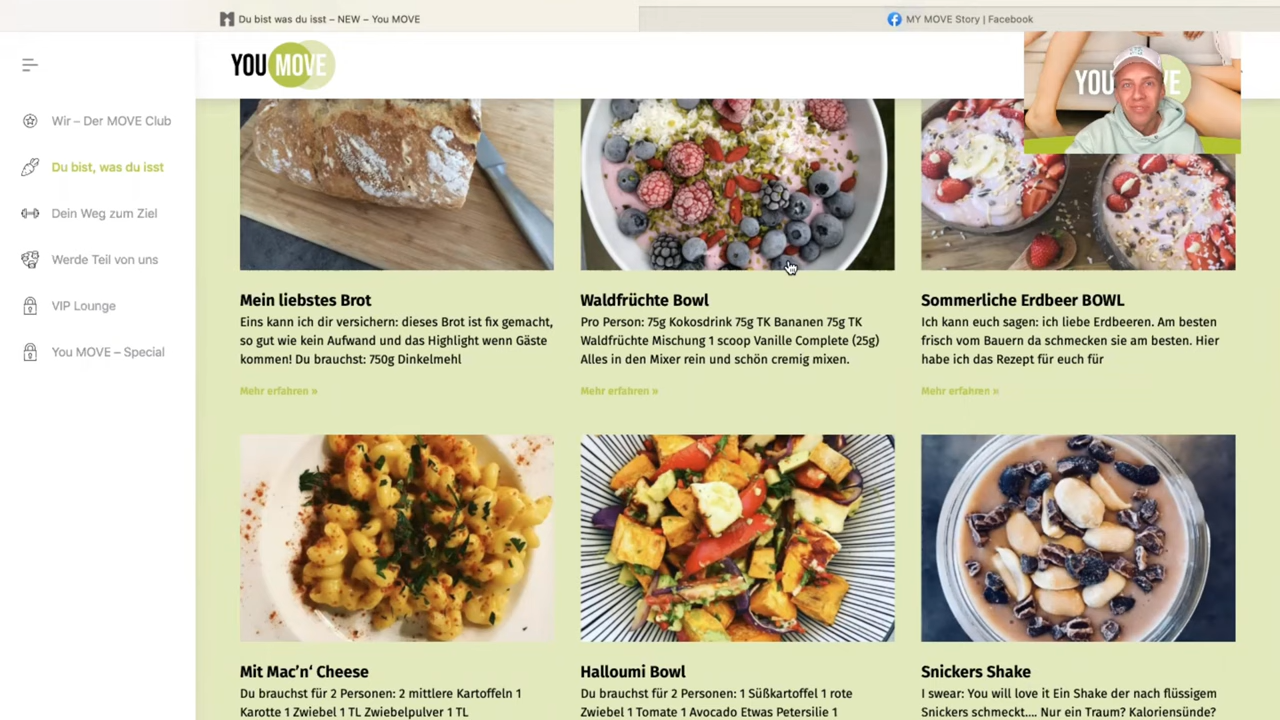 Du bist was du isst – NEW – You MOVE
MY MOVE Story | Facebook
YOU MOVE
YOU
VE
Wir – Der MOVE Club
Du bist, was du isst
Dein Weg zum Ziel
Werde Teil von uns
VIP Lounge
You MOVE – Special
Mein liebstes Brot
Eins kann ich dir versichern: dieses Brot ist fix gemacht,
so gut wie kein Aufwand und das Highlight wenn Gäste
kommen! Du brauchst: 750g Dinkelmehl
Mehr erfahren »
Waldfrüchte Bowl
Pro Person: 75g Kokosdrink 75g TK Bananen 75g TK
Waldfrüchte Mischung 1 scoop Vanille Complete (25g)
Alles in den Mixer rein und schön cremig mixen.
Mehr erfahren »
Sommerliche Erdbeer BOWL
Ich kann euch sagen: ich liebe Erdbeeren. Am besten
frisch vom Bauern da schmecken sie am besten. Hier
habe ich das Rezept für euch für
Mehr erfahren »
Mit Mac’n‘ Cheese
Du brauchst für 2 Personen: 2 mittlere Kartoffeln 1
Karotte 1 Zwiebel 1 TL Zwiebelpulver 1 TL
Halloumi Bowl
Du brauchst für 2 Personen: 1 Süßkartoffel 1 rote
Zwiebel 1 Tomate 1 Avocado Etwas Petersilie 1
Snickers Shake
I swear: You will love it Ein Shake der nach flüssigem
Snickers schmeckt…. Nur ein Traum? Kaloriensünde?